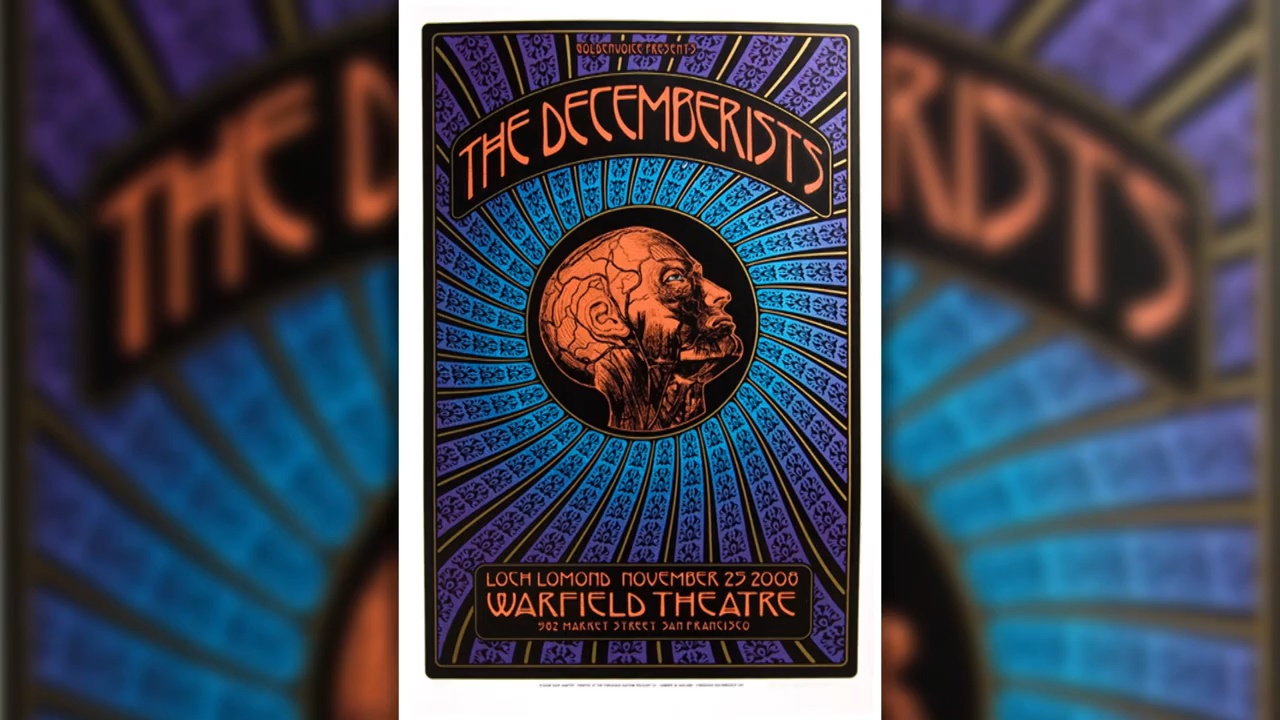 GOLDENVOICE PRESENTS
THE DECEMBERISTS
LOCH LOMOND NOVEMBER 25 2008
WARFIELD THEATRE
982 MARKET STREET SAN FRANCISCO